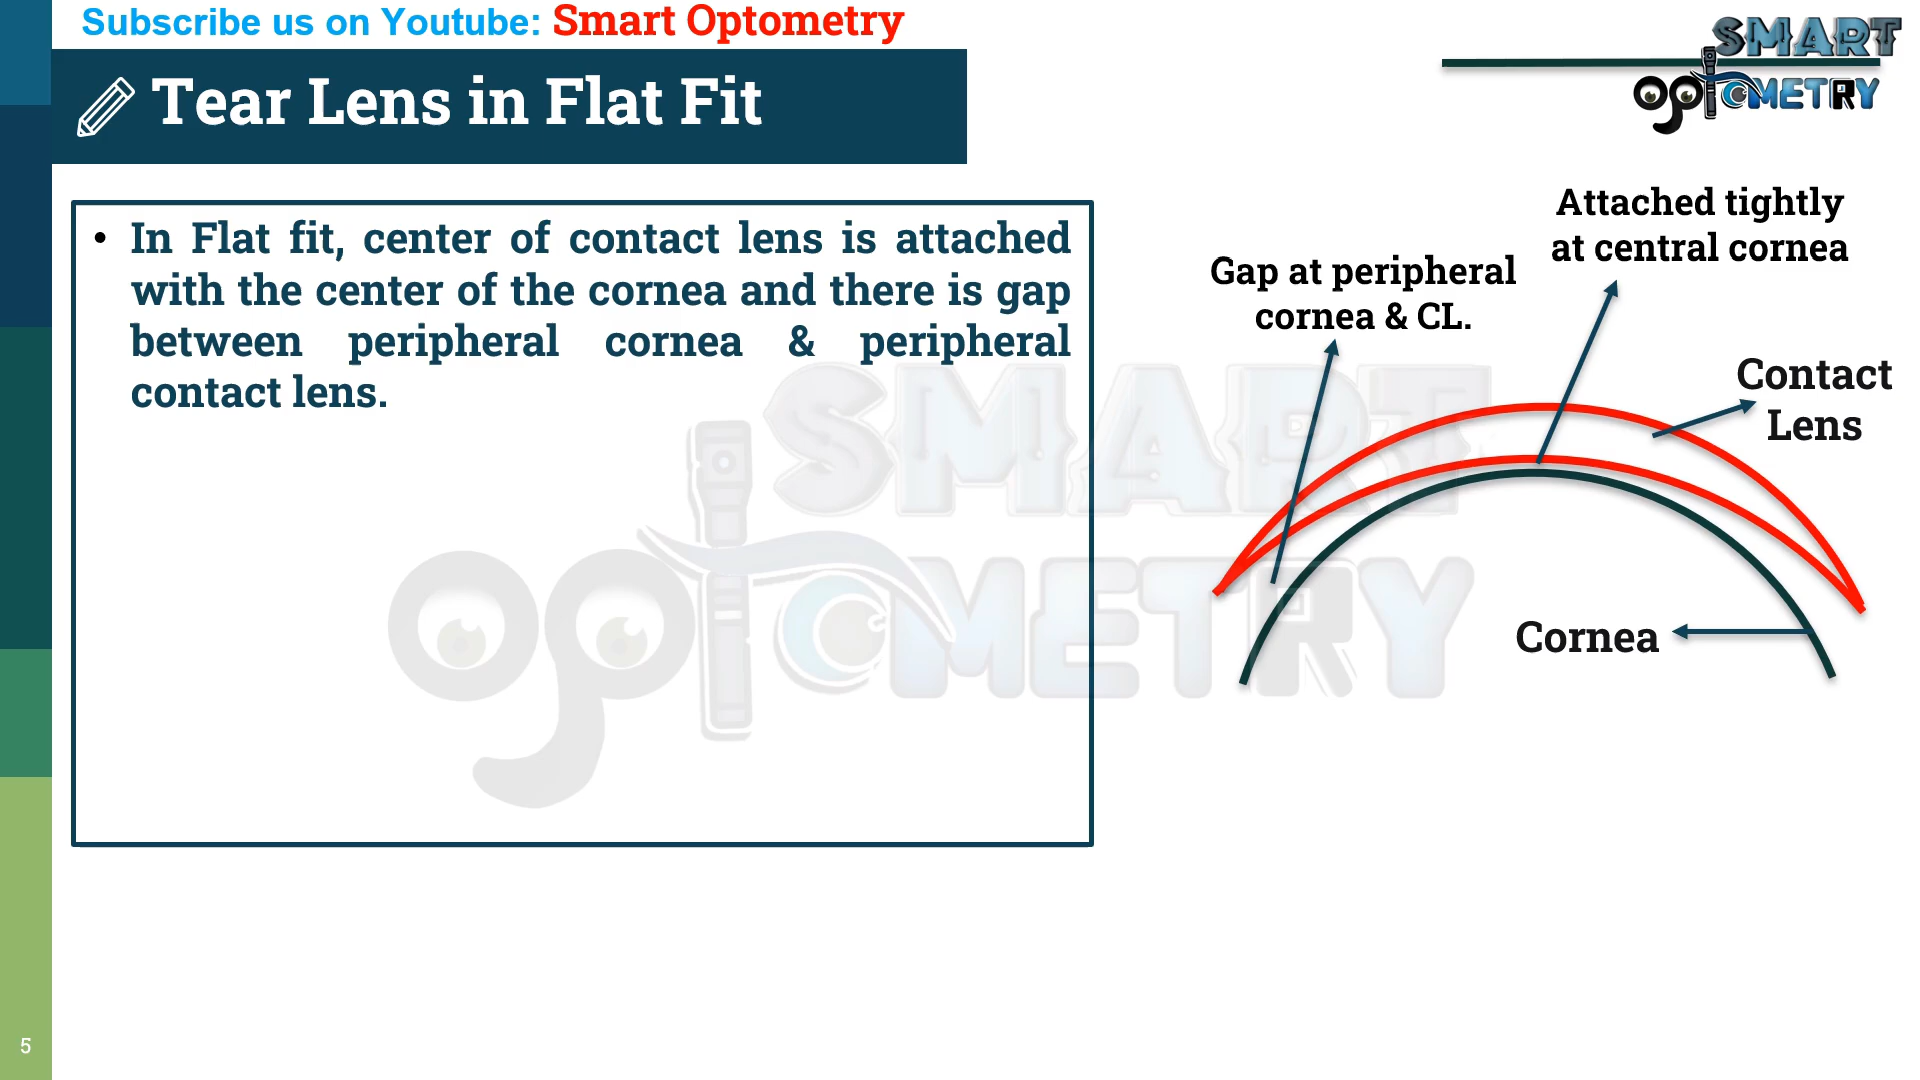 Subscribe us on Youtube: Smart Optometry
SMART
OPTOMETRY
Tear Lens in Flat Fit
• In Flat fit, center of contact lens is attached
with the center of the cornea and there is gap
between peripheral cornea & peripheral
contact lens.
Attached tightly
at central cornea
Gap at peripheral
cornea & CL.
Contact
Lens
Cornea
SMART
OPTOMETRY
5